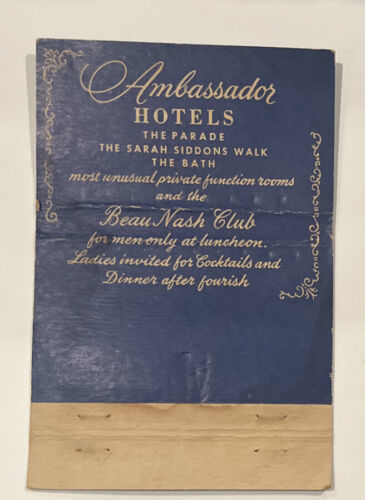 Ambassador
HOTELS
THE PARADE
THE SARAH SIDDONS WALK
THE BATH
most unusual private function rooms
and the
Beau Nash Club
for men only at luncheon.
Ladies invited for Cocktails and
Dinner after fourish